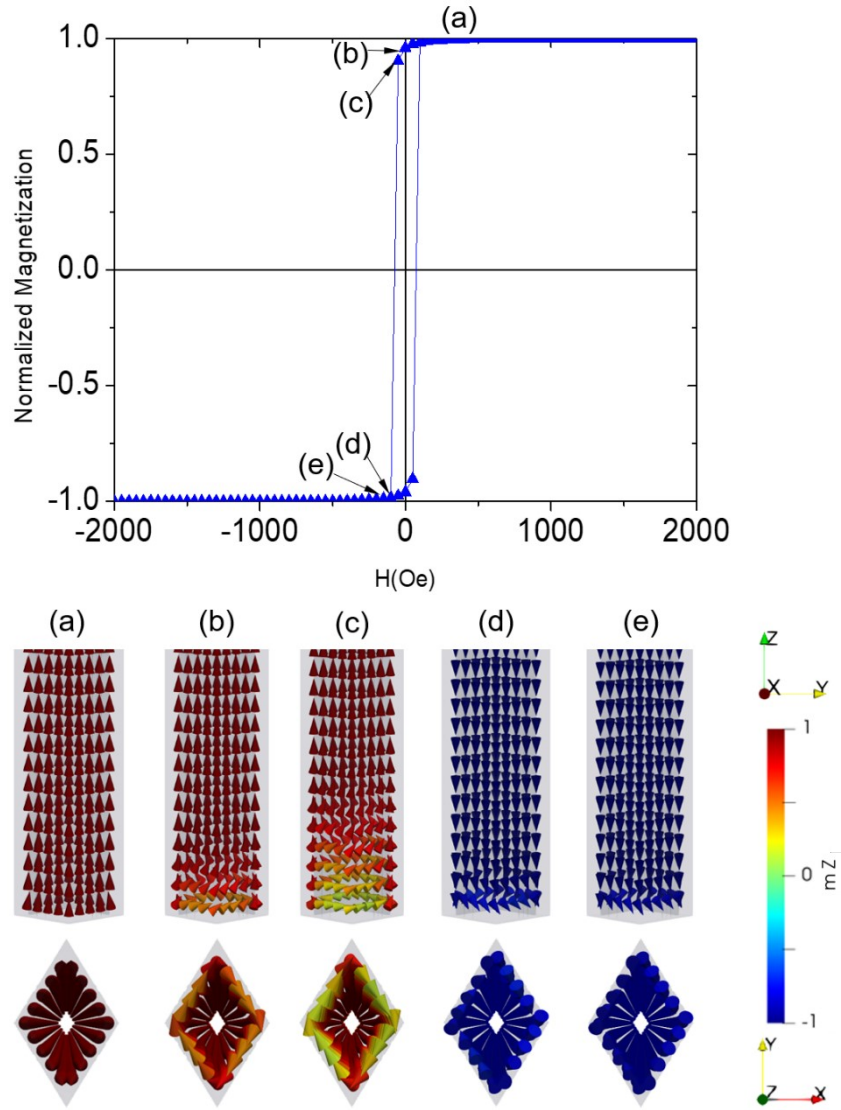 (a)
1.0
(b)
(c)
0.5
0.0
-0.5
(d)
(e)
-1.0
-2000 -1000 0 1000 2000
H(Oe)
Normalized Magnetization
(a) (b) (c) (d) (e)
Z
X Y
1
0
-1
mZ
Y
Z X